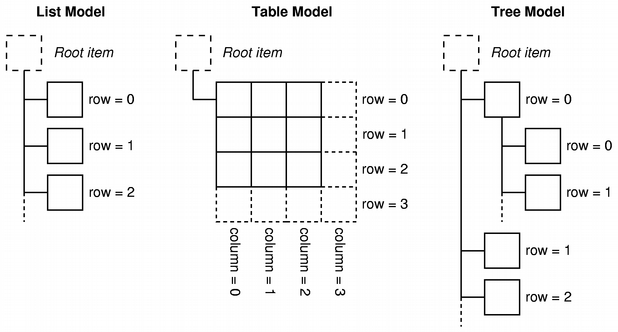 List Model
Root item
row = 0
row = 1
row = 2
Table Model
Root item
row = 0
row = 1
row = 2
row = 3
column = 0
column = 1
column = 2
column = 3
Tree Model
Root item
row = 0
row = 0
row = 1
row = 1
row = 2